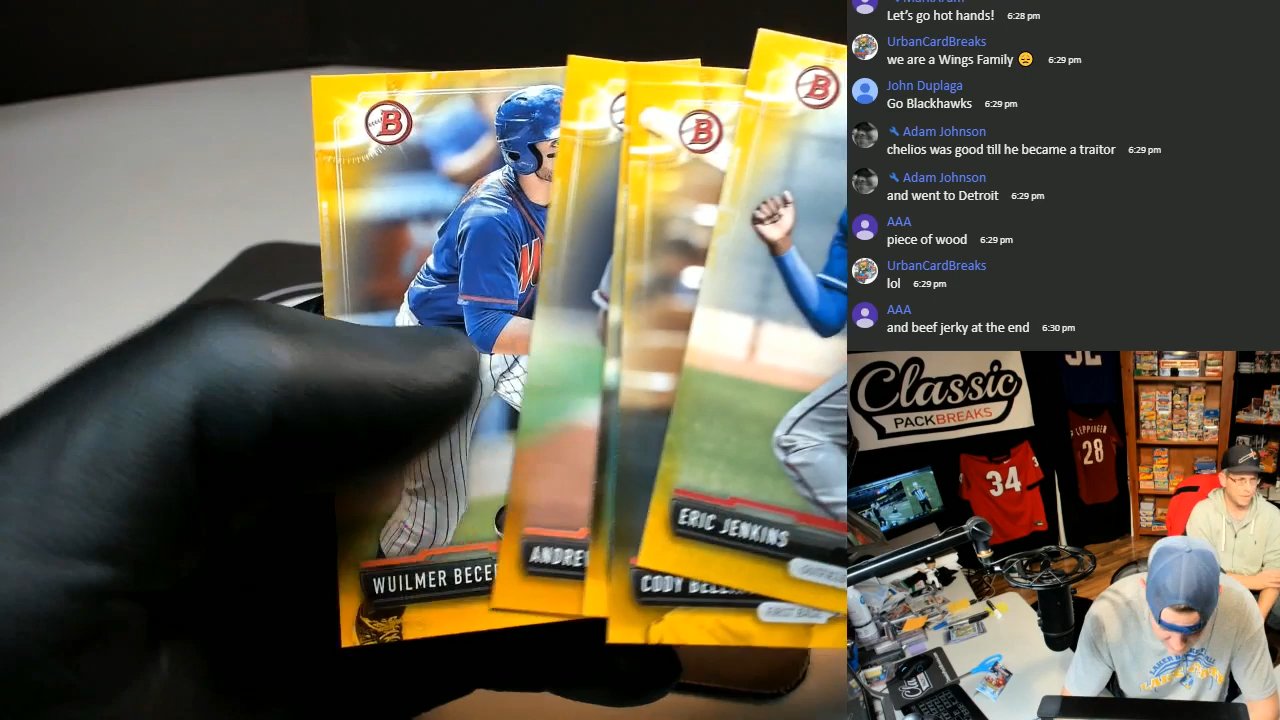 Let's go hot hands! 6:28 pm
UrbanCardBreaks
we are a Wings Family 😞 6:29 pm
John Duplaga
Go Blackhawks 6:29 pm
Adam Johnson
chelios was good till he became a traitor 6:29 pm
Adam Johnson
and went to Detroit 6:29 pm
AAA
piece of wood 6:29 pm
UrbanCardBreaks
lol 6:29 pm
AAA
and beef jerky at the end 6:30 pm
B
B
B
WUILMER BECE
ANDRE
CODY
FIRST BASE
ERIC JENKINS
Classic
PACKBREAKS
34
LEPPINGER
28